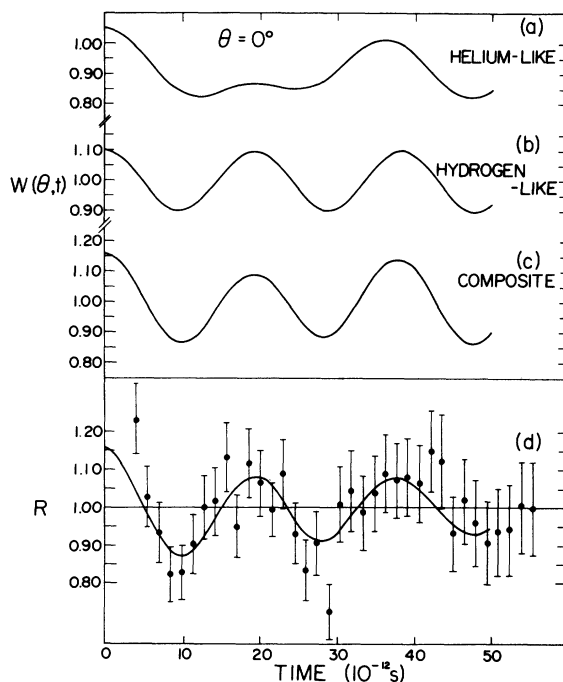 θ = 0°
(a)
HELIUM-LIKE
1.00
0.90
0.80
(b)
HYDROGEN
-LIKE
W(θ,t)
1.10
1.00
0.90
(c)
COMPOSITE
1.20
1.10
1.00
0.90
0.80
(d)
R
1.10
1.00
0.90
0.80
0 10 20 30 40 50
TIME (10⁻¹²s)